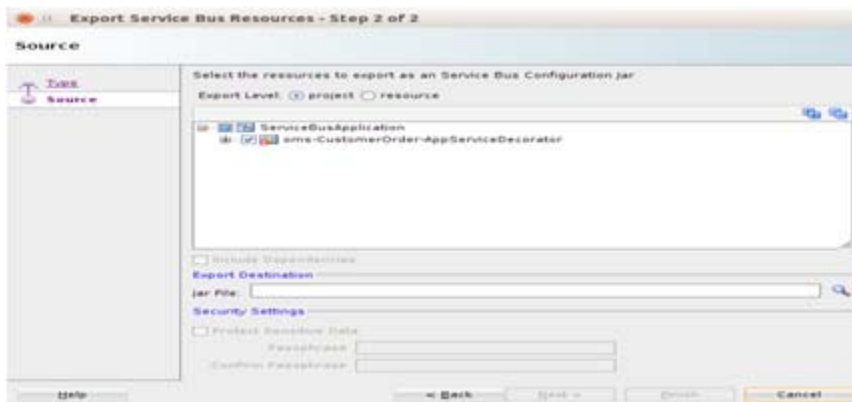 Export Service Bus Resources - Step 2 of 2
Source
Type
Source
Select the resources to export as an Service Bus Configuration jar
Export Level: project resource
ServiceBusApplication
oms-CustomerOrder-AppServiceDecorator
Include Dependencies
Export Destination
Jar File:
Security Settings
Protect Sensitive Data
Passphrase
Confirm Passphrase
Help
< Back
Next >
Finish
Cancel